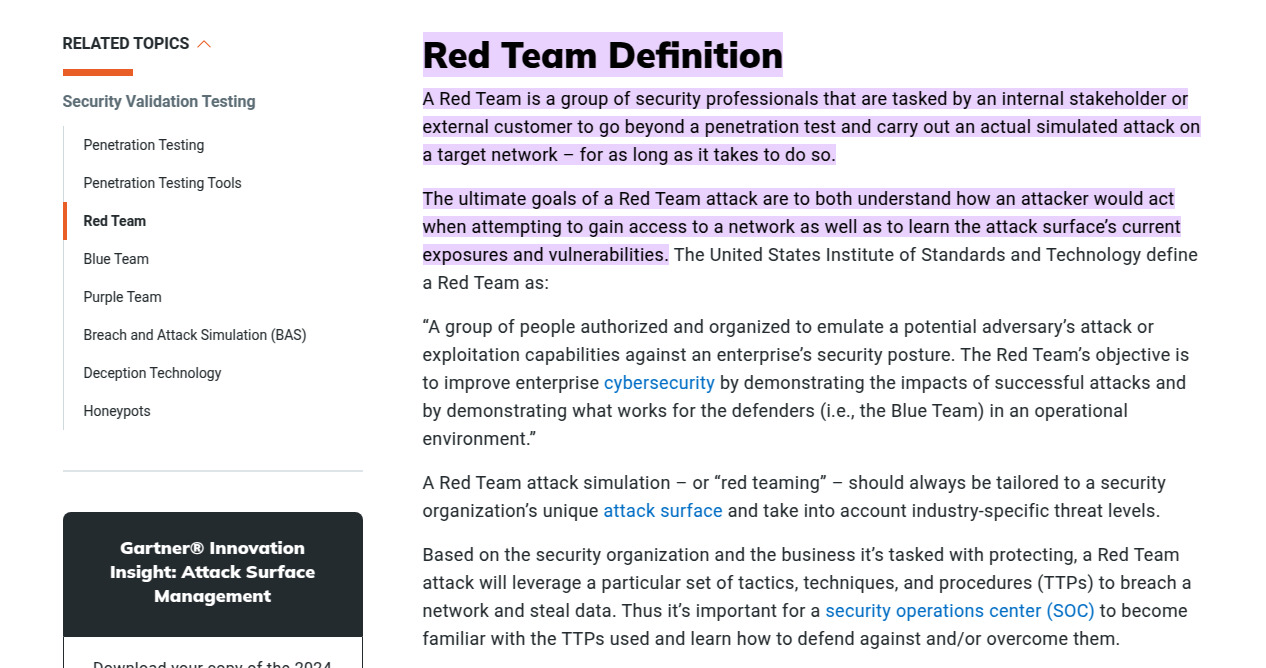 RELATED TOPICS
Security Validation Testing
Penetration Testing
Penetration Testing Tools
Red Team
Blue Team
Purple Team
Breach and Attack Simulation (BAS)
Deception Technology
Honeypots
Gartner® Innovation
Insight: Attack Surface
Management
Download your copy of the 2024
Red Team Definition
A Red Team is a group of security professionals that are tasked by an internal stakeholder or
external customer to go beyond a penetration test and carry out an actual simulated attack on
a target network – for as long as it takes to do so.
The ultimate goals of a Red Team attack are to both understand how an attacker would act
when attempting to gain access to a network as well as to learn the attack surface’s current
exposures and vulnerabilities. The United States Institute of Standards and Technology define
a Red Team as:
“A group of people authorized and organized to emulate a potential adversary’s attack or
exploitation capabilities against an enterprise’s security posture. The Red Team’s objective is
to improve enterprise cybersecurity by demonstrating the impacts of successful attacks and
by demonstrating what works for the defenders (i.e., the Blue Team) in an operational
environment.”
A Red Team attack simulation – or “red teaming” – should always be tailored to a security
organization’s unique attack surface and take into account industry-specific threat levels.
Based on the security organization and the business it’s tasked with protecting, a Red Team
attack will leverage a particular set of tactics, techniques, and procedures (TTPs) to breach a
network and steal data. Thus it’s important for a security operations center (SOC) to become
familiar with the TTPs used and learn how to defend against and/or overcome them.